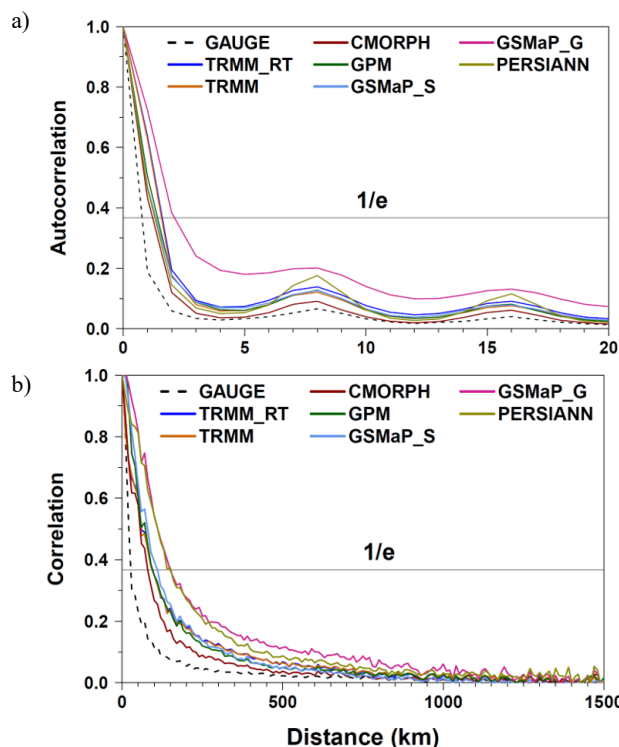 a)
GAUGE CMORPH GSMaP_G
TRMM_RT GPM PERSIANN
TRMM GSMaP_S
1/e
Autocorrelation
1.0
0.8
0.6
0.4
0.2
0.0
0 5 10 15 20
b)
GAUGE CMORPH GSMaP_G
TRMM_RT GPM PERSIANN
TRMM GSMaP_S
1/e
Correlation
1.0
0.8
0.6
0.4
0.2
0.0
0 500 1000 1500
Distance (km)